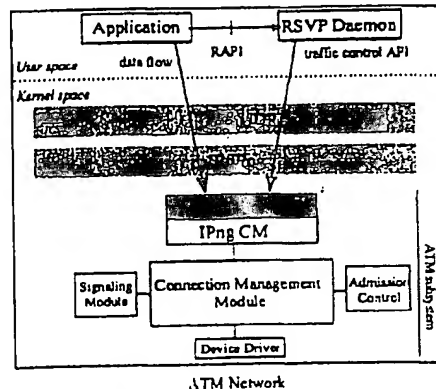 Application
RSVP Daemon
RAPI
User space
data flow
traffic control API
Kernel space
IPng CM
Signaling
Module
Connection Management
Module
Admission
Control
Device Driver
ATM subsystem
ATM Network